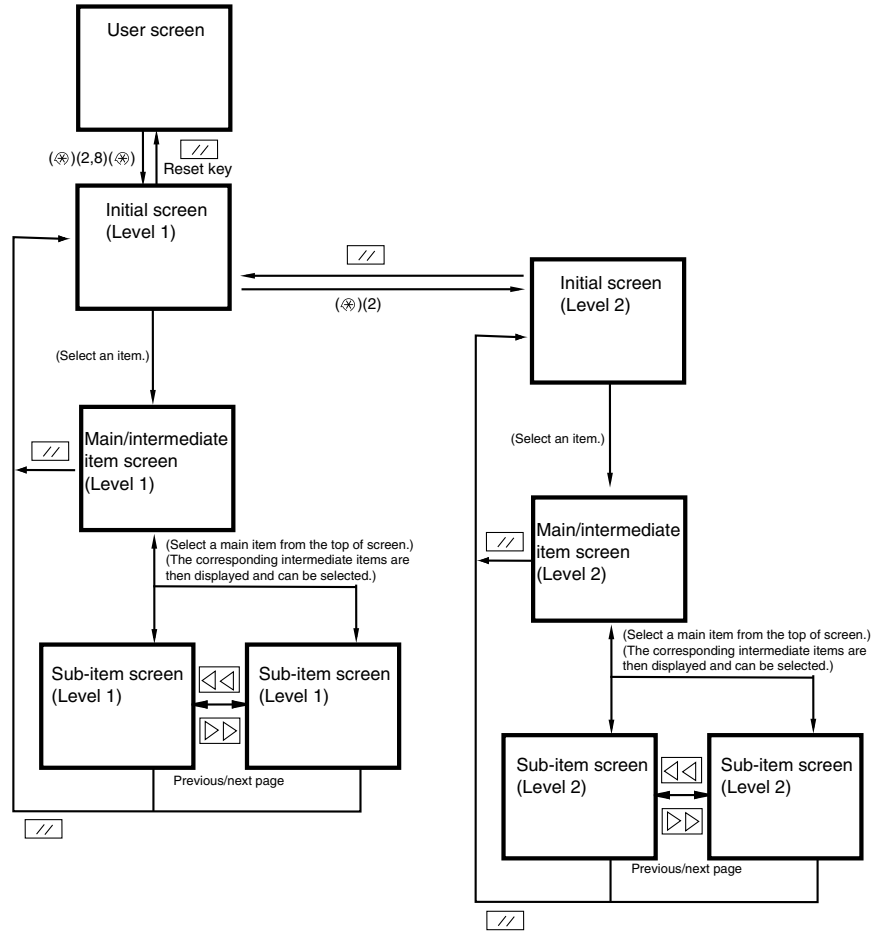 User screen
(⊛)(2,8)(⊛)
//
Reset key
Initial screen
(Level 1)
//
(⊛)(2)
Initial screen
(Level 2)
(Select an item.)
//
Main/intermediate
item screen
(Level 1)
(Select a main item from the top of screen.)
(The corresponding intermediate items are
then displayed and can be selected.)
Sub-item screen
(Level 1)
Sub-item screen
(Level 1)
Previous/next page
//
(Select an item.)
//
Main/intermediate
item screen
(Level 2)
(Select a main item from the top of screen.)
(The corresponding intermediate items are
then displayed and can be selected.)
Sub-item screen
(Level 2)
Sub-item screen
(Level 2)
Previous/next page
//